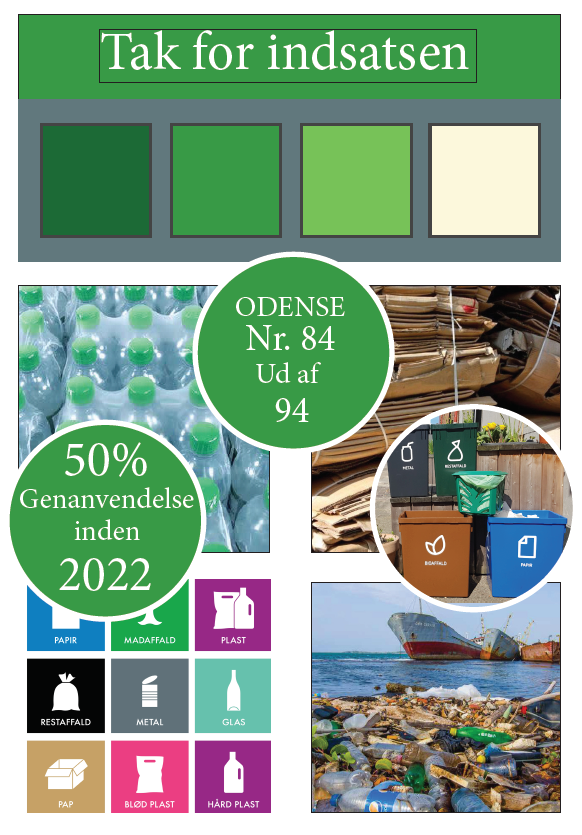 Tak for indsatsen
ODENSE
Nr. 84
Ud af
94
50%
Genanvendelse
inden
2022
METAL
RESTAFFALD
BIOAFFALD
PAPIR
PAPIR
MADAFFALD
PLAST
RESTAFFALD
METAL
GLAS
PAP
BLØD PLAST
HÅRD PLAST